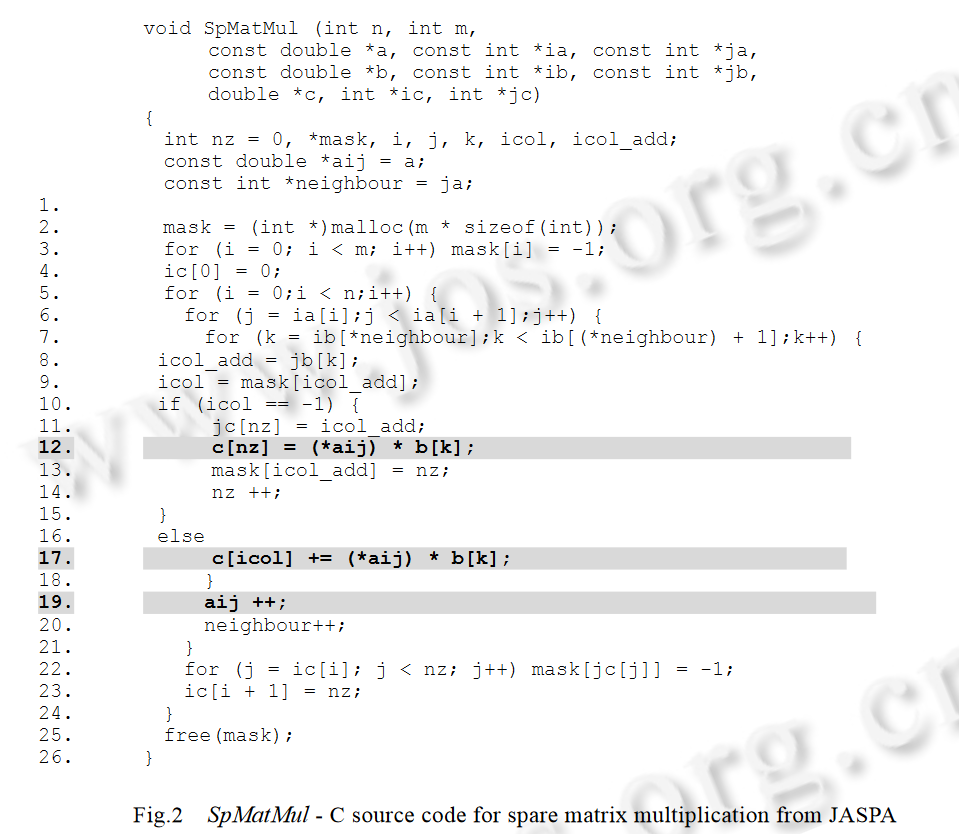 void SpMatMul (int n, int m,
const double *a, const int *ia, const int *ja,
const double *b, const int *ib, const int *jb,
double *c, int *ic, int *jc)
{
int nz = 0, *mask, i, j, k, icol, icol_add;
const double *aij = a;
const int *neighbour = ja;
1.
2. mask = (int *)malloc(m * sizeof(int));
3. for (i = 0; i < m; i++) mask[i] = -1;
4. ic[0] = 0;
5. for (i = 0;i < n;i++) {
6. for (j = ia[i];j < ia[i + 1];j++) {
7. for (k = ib[*neighbour];k < ib[(*neighbour) + 1];k++) {
8. icol_add = jb[k];
9. icol = mask[icol_add];
10. if (icol == -1) {
11. jc[nz] = icol_add;
12. c[nz] = (*aij) * b[k];
13. mask[icol_add] = nz;
14. nz ++;
15. }
16. else
17. c[icol] += (*aij) * b[k];
18. }
19. aij ++;
20. neighbour++;
21. }
22. for (j = ic[i]; j < nz; j++) mask[jc[j]] = -1;
23. ic[i + 1] = nz;
24. }
25. free(mask);
26. }
Fig.2 SpMatMul - C source code for spare matrix multiplication from JASPA
www.jos.org.cn
org.cn